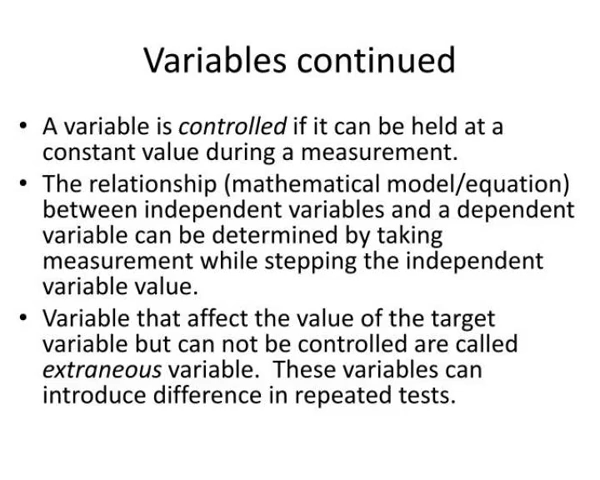 Variables continued
• A variable is controlled if it can be held at a
constant value during a measurement.
• The relationship (mathematical model/equation)
between independent variables and a dependent
variable can be determined by taking
measurement while stepping the independent
variable value.
• Variable that affect the value of the target
variable but can not be controlled are called
extraneous variable.  These variables can
introduce difference in repeated tests.